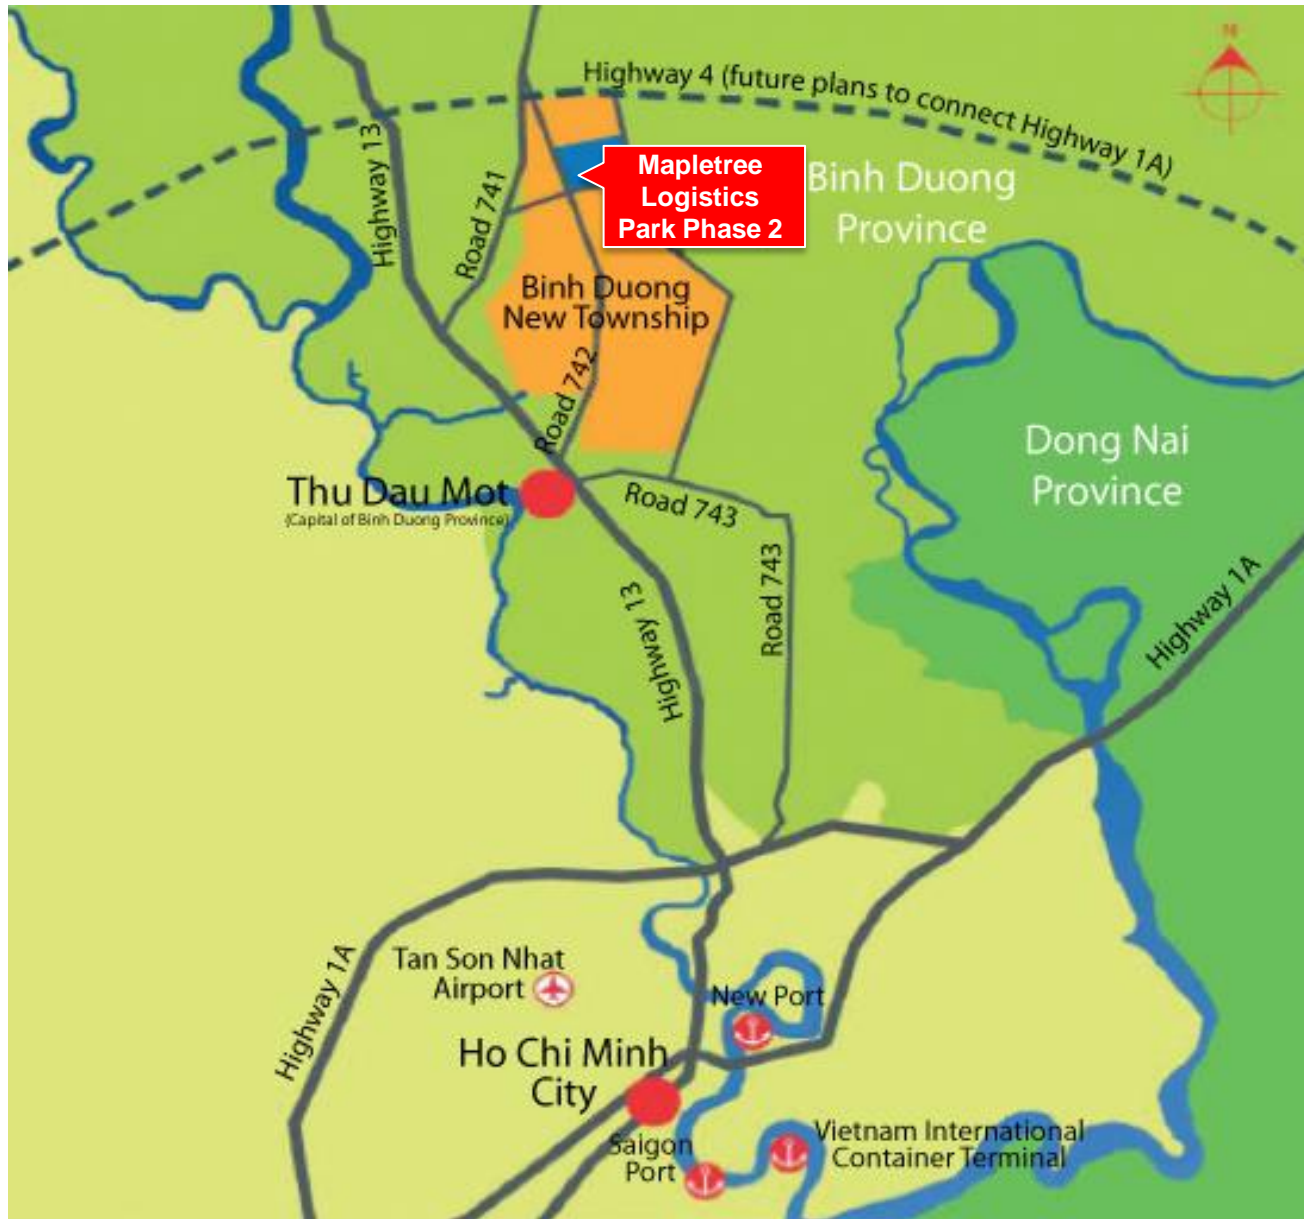 N
Highway 4 (future plans to connect Highway 1A)
Highway 13
Road 741
Mapletree
Logistics
Park Phase 2
Binh Duong
Province
Binh Duong
New Township
Road 742
Dong Nai
Province
Thu Dau Mot
(Capital of Binh Duong Province)
Road 743
Road 743
Highway 13
Highway 1A
Highway 1A
Tan Son Nhat
Airport
New Port
Ho Chi Minh
City
Saigon
Port
Vietnam International
Container Terminal